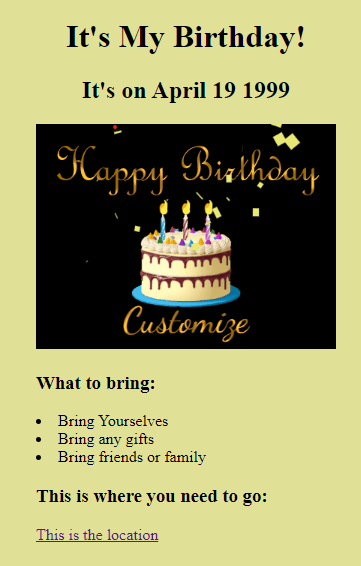 It's My Birthday!
It's on April 19 1999
Happy Birthday
Customize
What to bring:
Bring Yourselves
Bring any gifts
Bring friends or family
This is where you need to go:
This is the location